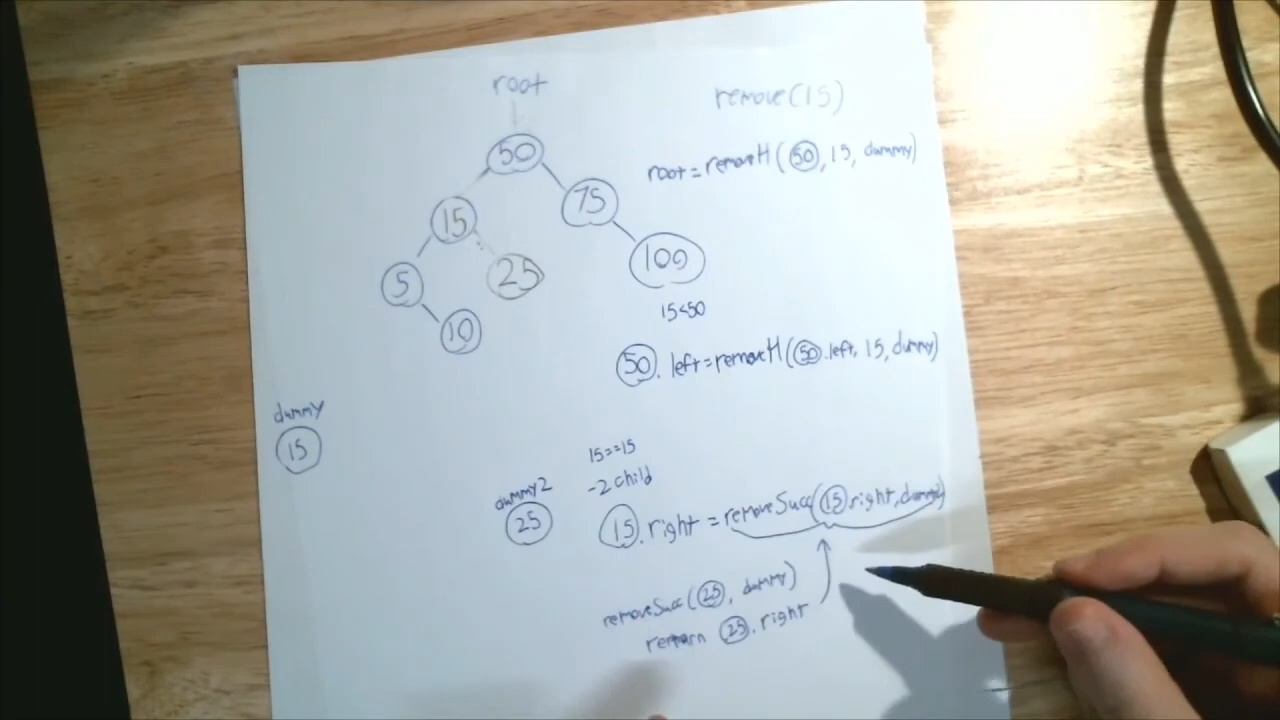 root
remove(15)
50
root = removeH(50, 15, dummy)
15
75
5
25
100
10
15<50
50.left = removeH(50.left, 15, dummy)
dummy
15
15==15
-2 child
dummy2
25
15.right = removeSucc(15.right, dummy2)
removeSucc(25, dummy)
return 25.right